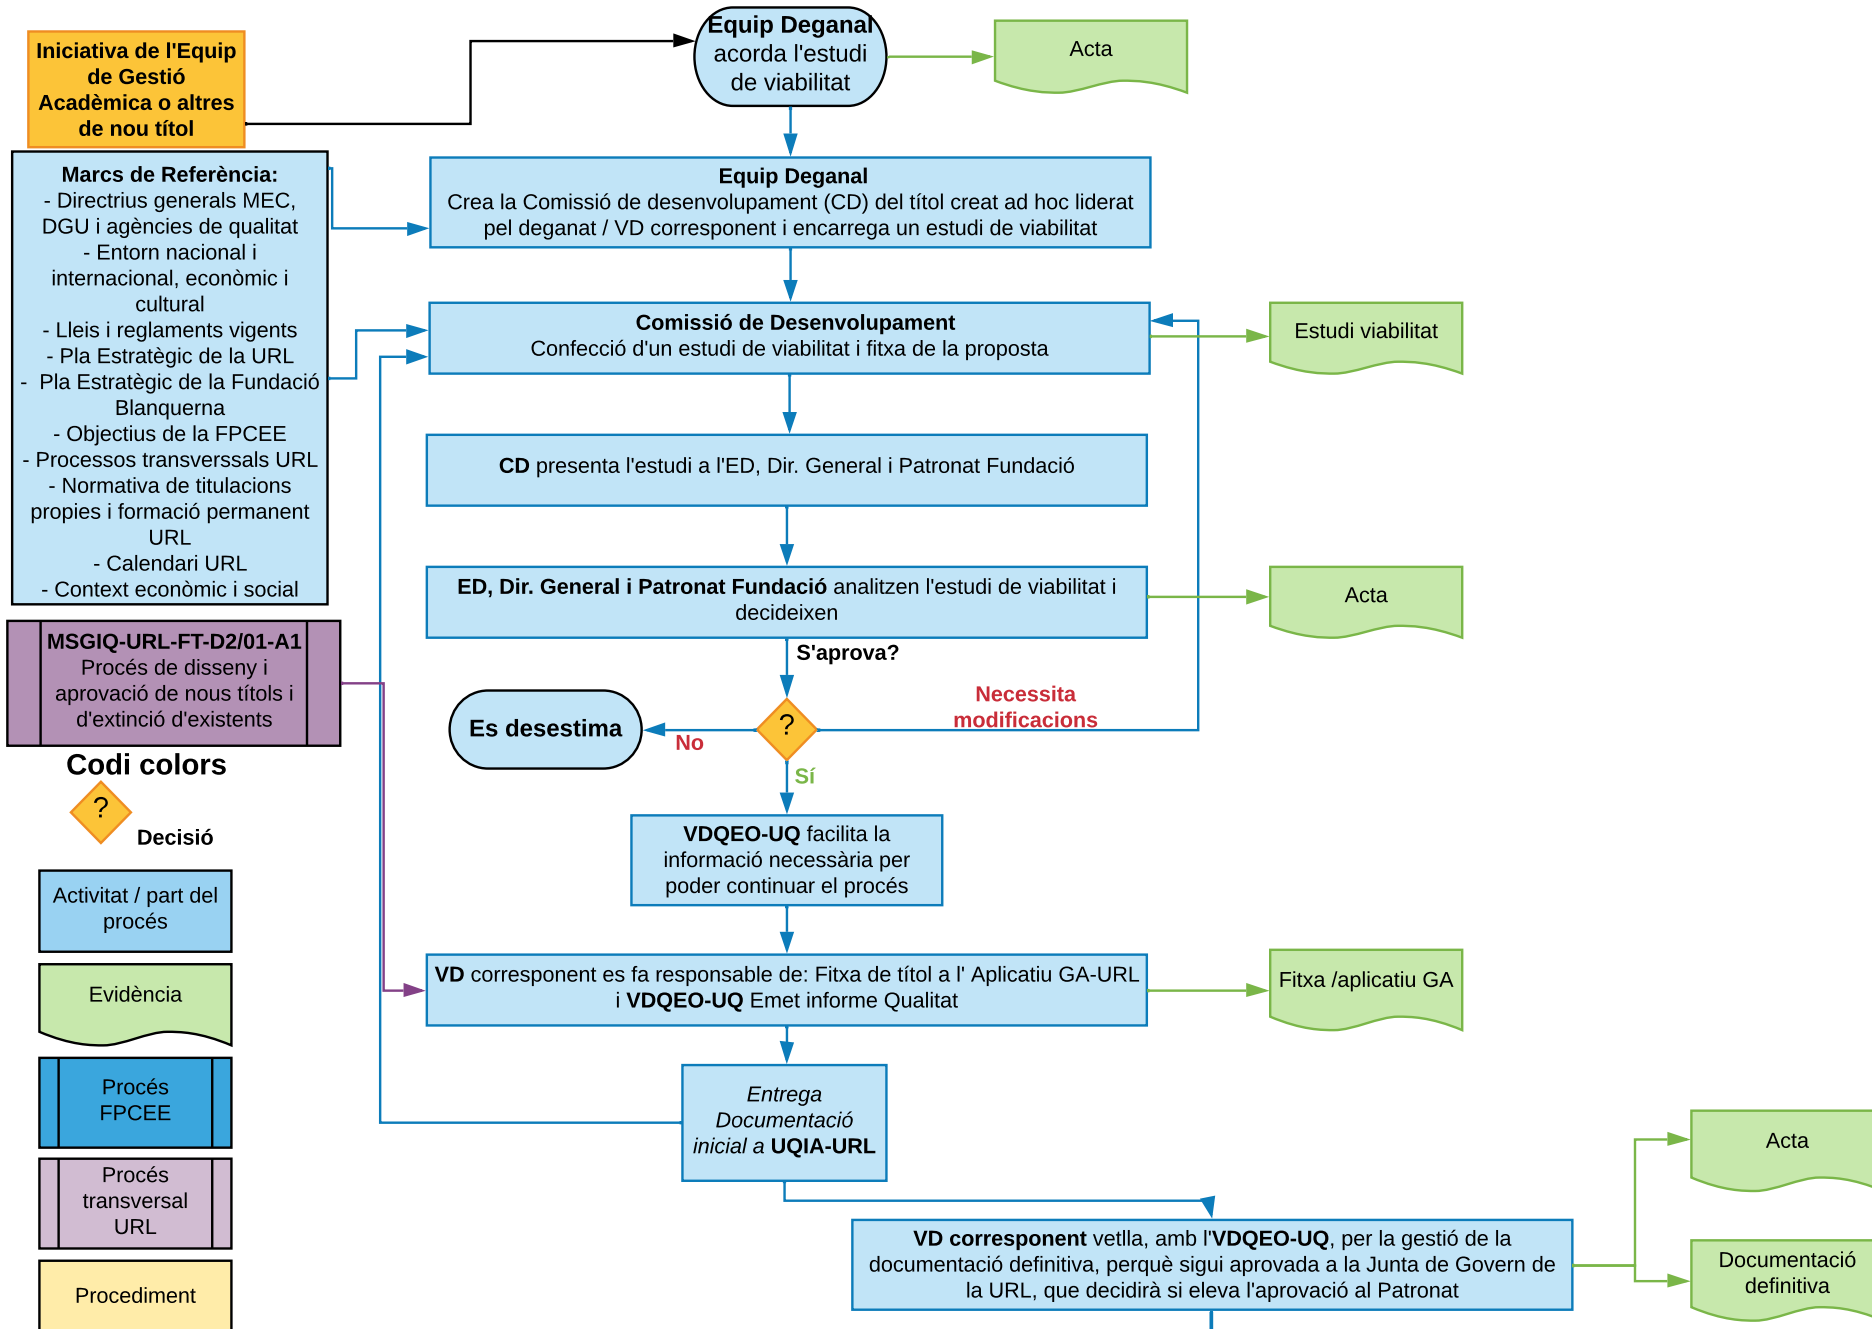 Equip Deganal
acorda l'estudi
de viabilitat
Acta
Iniciativa de l'Equip
de Gestió
Acadèmica o altres
de nou títol
Marcs de Referència:
- Directrius generals MEC,
DGU i agències de qualitat
- Entorn nacional i
internacional, econòmic i
cultural
- Lleis i reglaments vigents
- Pla Estratègic de la URL
- Pla Estratègic de la Fundació
Blanquerna
- Objectius de la FPCEE
- Processos transverssals URL
- Normativa de titulacions
propies i formació permanent
URL
- Calendari URL
- Context econòmic i social
Equip Deganal
Crea la Comissió de desenvolupament (CD) del títol creat ad hoc liderat
pel deganat / VD corresponent i encarrega un estudi de viabilitat
Comissió de Desenvolupament
Confecció d'un estudi de viabilitat i fitxa de la proposta
Estudi viabilitat
CD presenta l'estudi a l'ED, Dir. General i Patronat Fundació
ED, Dir. General i Patronat Fundació analitzen l'estudi de viabilitat i
decideixen
Acta
S'aprova?
MSGIQ-URL-FT-D2/01-A1
Procés de disseny i
aprovació de nous títols i
d'extinció d'existents
Es desestima
No
?
Necessita
modificacions
Sí
VDQEO-UQ facilita la
informació necessària per
poder continuar el procés
VD corresponent es fa responsable de: Fitxa de títol a l' Aplicatiu GA-URL
i VDQEO-UQ Emet informe Qualitat
Fitxa /aplicatiu GA
Entrega
Documentació
inicial a UQIA-URL
VD corresponent vetlla, amb l'VDQEO-UQ, per la gestió de la
documentació definitiva, perquè sigui aprovada a la Junta de Govern de
la URL, que decidirà si eleva l'aprovació al Patronat
Acta
Documentació
definitiva
Codi colors
?
Decisió
Activitat / part del
procés
Evidència
Procés
FPCEE
Procés
transversal
URL
Procediment